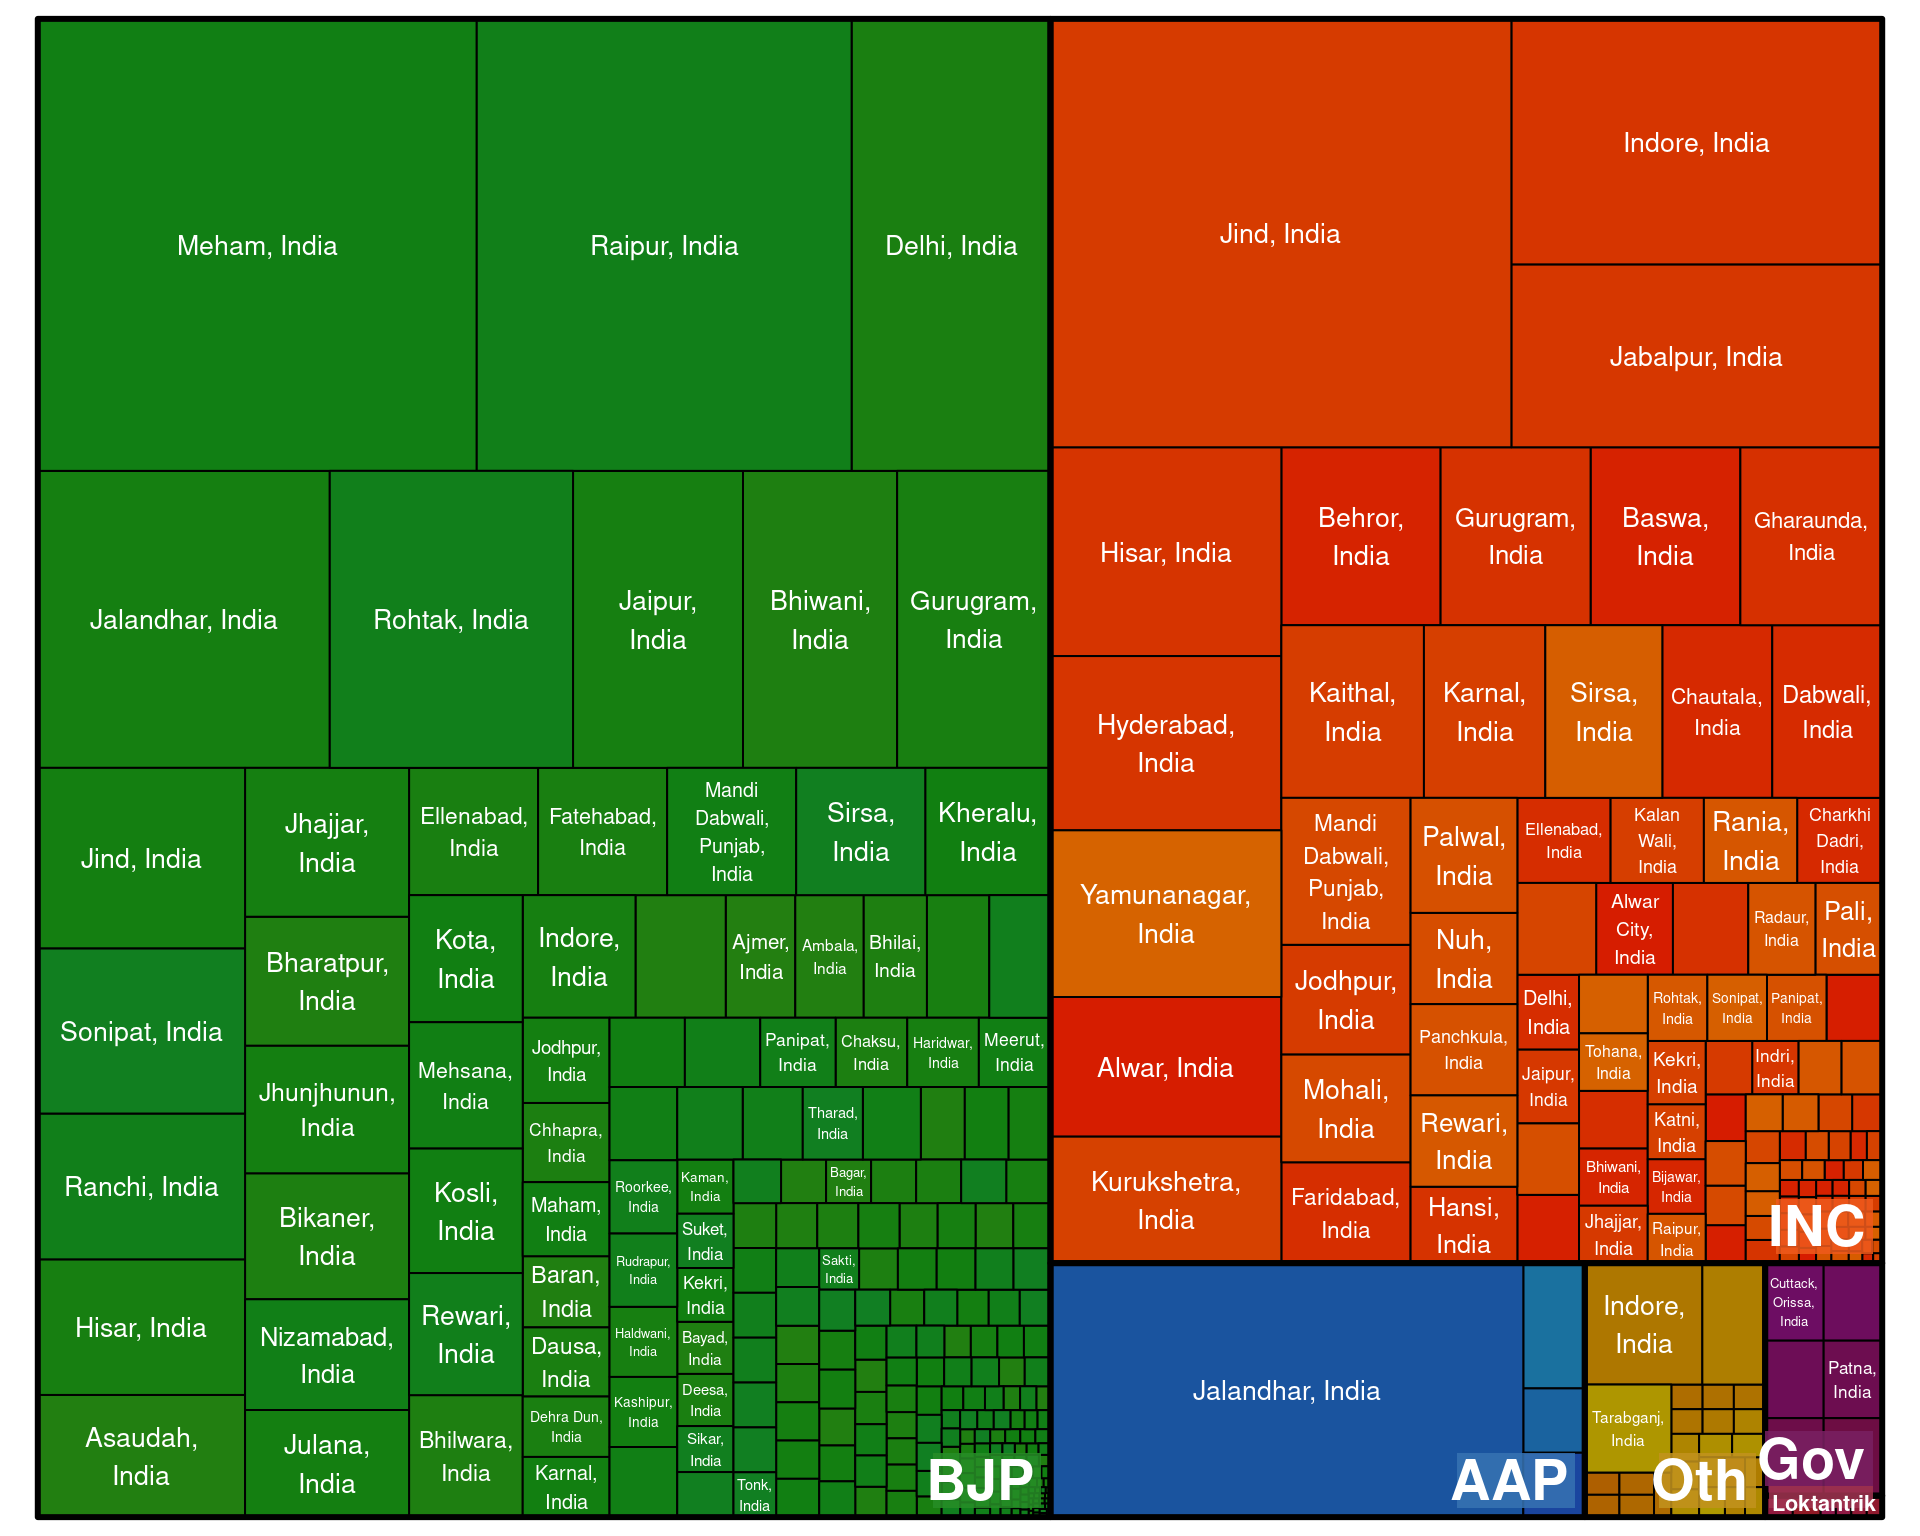 Meham, India
Raipur, India
Delhi, India
Jalandhar, India
Rohtak, India
Jaipur,
India
Bhiwani,
India
Gurugram,
India
Jind, India
Sonipat, India
Ranchi, India
Hisar, India
Asaudah,
India
Jhajjar,
India
Bharatpur,
India
Jhunjhunun,
India
Bikaner,
India
Nizamabad,
India
Julana,
India
Ellenabad,
India
Fatehabad,
India
Mandi
Dabwali,
Punjab,
India
Sirsa,
India
Kheralu,
India
Kota,
India
Mehsana,
India
Kosli,
India
Rewari,
India
Bhilwara,
India
Indore,
India
Ajmer,
India
Ambala,
India
Bhilai,
India
Jodhpur,
India
Chhapra,
India
Maham,
India
Baran,
India
Dausa,
India
Dehra Dun,
India
Karnal,
India
Panipat,
India
Chaksu,
India
Haridwar,
India
Meerut,
India
Tharad,
India
Roorkee,
India
Rudrapur,
India
Haldwani,
India
Kashipur,
India
Kaman,
India
Suket,
India
Kekri,
India
Bayad,
India
Deesa,
India
Sikar,
India
Bagar,
India
Sakti,
India
Tonk,
India
BJP
Jind, India
Indore, India
Jabalpur, India
Hisar, India
Hyderabad,
India
Yamunanagar,
India
Alwar, India
Kurukshetra,
India
Behror,
India
Gurugram,
India
Baswa,
India
Gharaunda,
India
Kaithal,
India
Karnal,
India
Sirsa,
India
Chautala,
India
Dabwali,
India
Mandi
Dabwali,
Punjab,
India
Jodhpur,
India
Mohali,
India
Faridabad,
India
Palwal,
India
Nuh,
India
Panchkula,
India
Rewari,
India
Hansi,
India
Ellenabad,
India
Kalan
Wali,
India
Rania,
India
Charkhi
Dadri,
India
Alwar
City,
India
Radaur,
India
Pali,
India
Delhi,
India
Jaipur,
India
Tohana,
India
Bhiwani,
India
Jhajjar,
India
Rohtak,
India
Sonipat,
India
Panipat,
India
Kekri,
India
Katni,
India
Bijawar,
India
Raipur,
India
Indri,
India
INC
Jalandhar, India
AAP
Indore,
India
Tarabganj,
India
Oth
Cuttack,
Orissa,
India
Patna,
India
Gov
Loktantrik